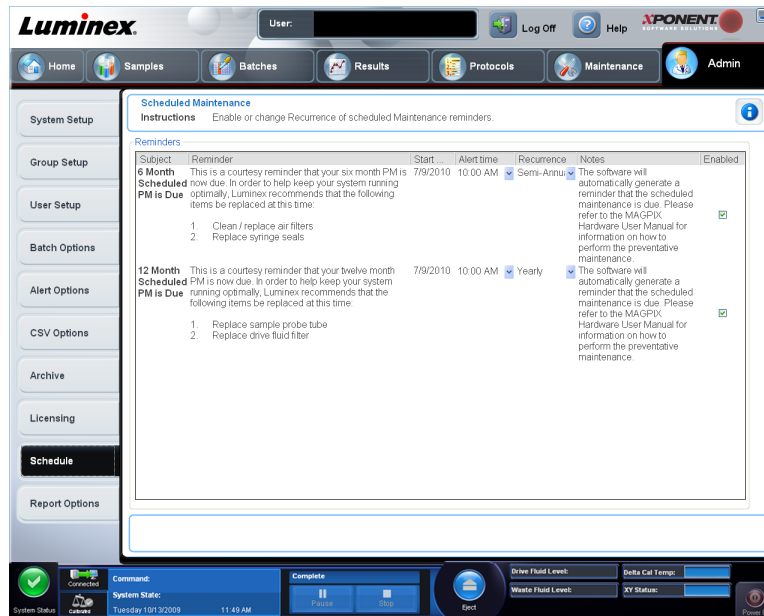 Luminex.
User:
Log Off
Help
XPONENT.
SOFTWARE SOLUTIONS
Home
Samples
Batches
Results
Protocols
Maintenance
Admin
System Setup
Group Setup
User Setup
Batch Options
Alert Options
CSV Options
Archive
Licensing
Schedule
Report Options
Scheduled Maintenance
Instructions Enable or change Recurrence of scheduled Maintenance reminders.
Reminders
Subject Reminder Start ... Alert time Recurrence Notes Enabled
6 Month
Scheduled
PM is Due
This is a courtesy reminder that your six month PM is
now due. In order to help keep your system running
optimally, Luminex recommends that the following
items be replaced at this time:
1. Clean / replace air filters
2. Replace syringe seals
7/9/2010 10:00 AM Semi-Annua
The software will
automatically generate a
reminder that the scheduled
maintenance is due. Please
refer to the MAGPIX
Hardware User Manual for
information on how to
perform the preventative
maintenance.
12 Month
Scheduled
PM is Due
This is a courtesy reminder that your twelve month
PM is now due. In order to help keep your system
running optimally, Luminex recommends that the
following items be replaced at this time:
1. Replace sample probe tube
2. Replace drive fluid filter
7/9/2010 10:00 AM Yearly
The software will
automatically generate a
reminder that the scheduled
maintenance is due. Please
refer to the MAGPIX
Hardware User Manual for
information on how to
perform the preventative
maintenance.
System Status
Connected
Calibrated
Command:
System State:
Tuesday 10/13/2009 11:49 AM
Complete
Pause
Stop
Eject
Drive Fluid Level:
Waste Fluid Level:
Delta Cal Temp:
XY Status:
Power